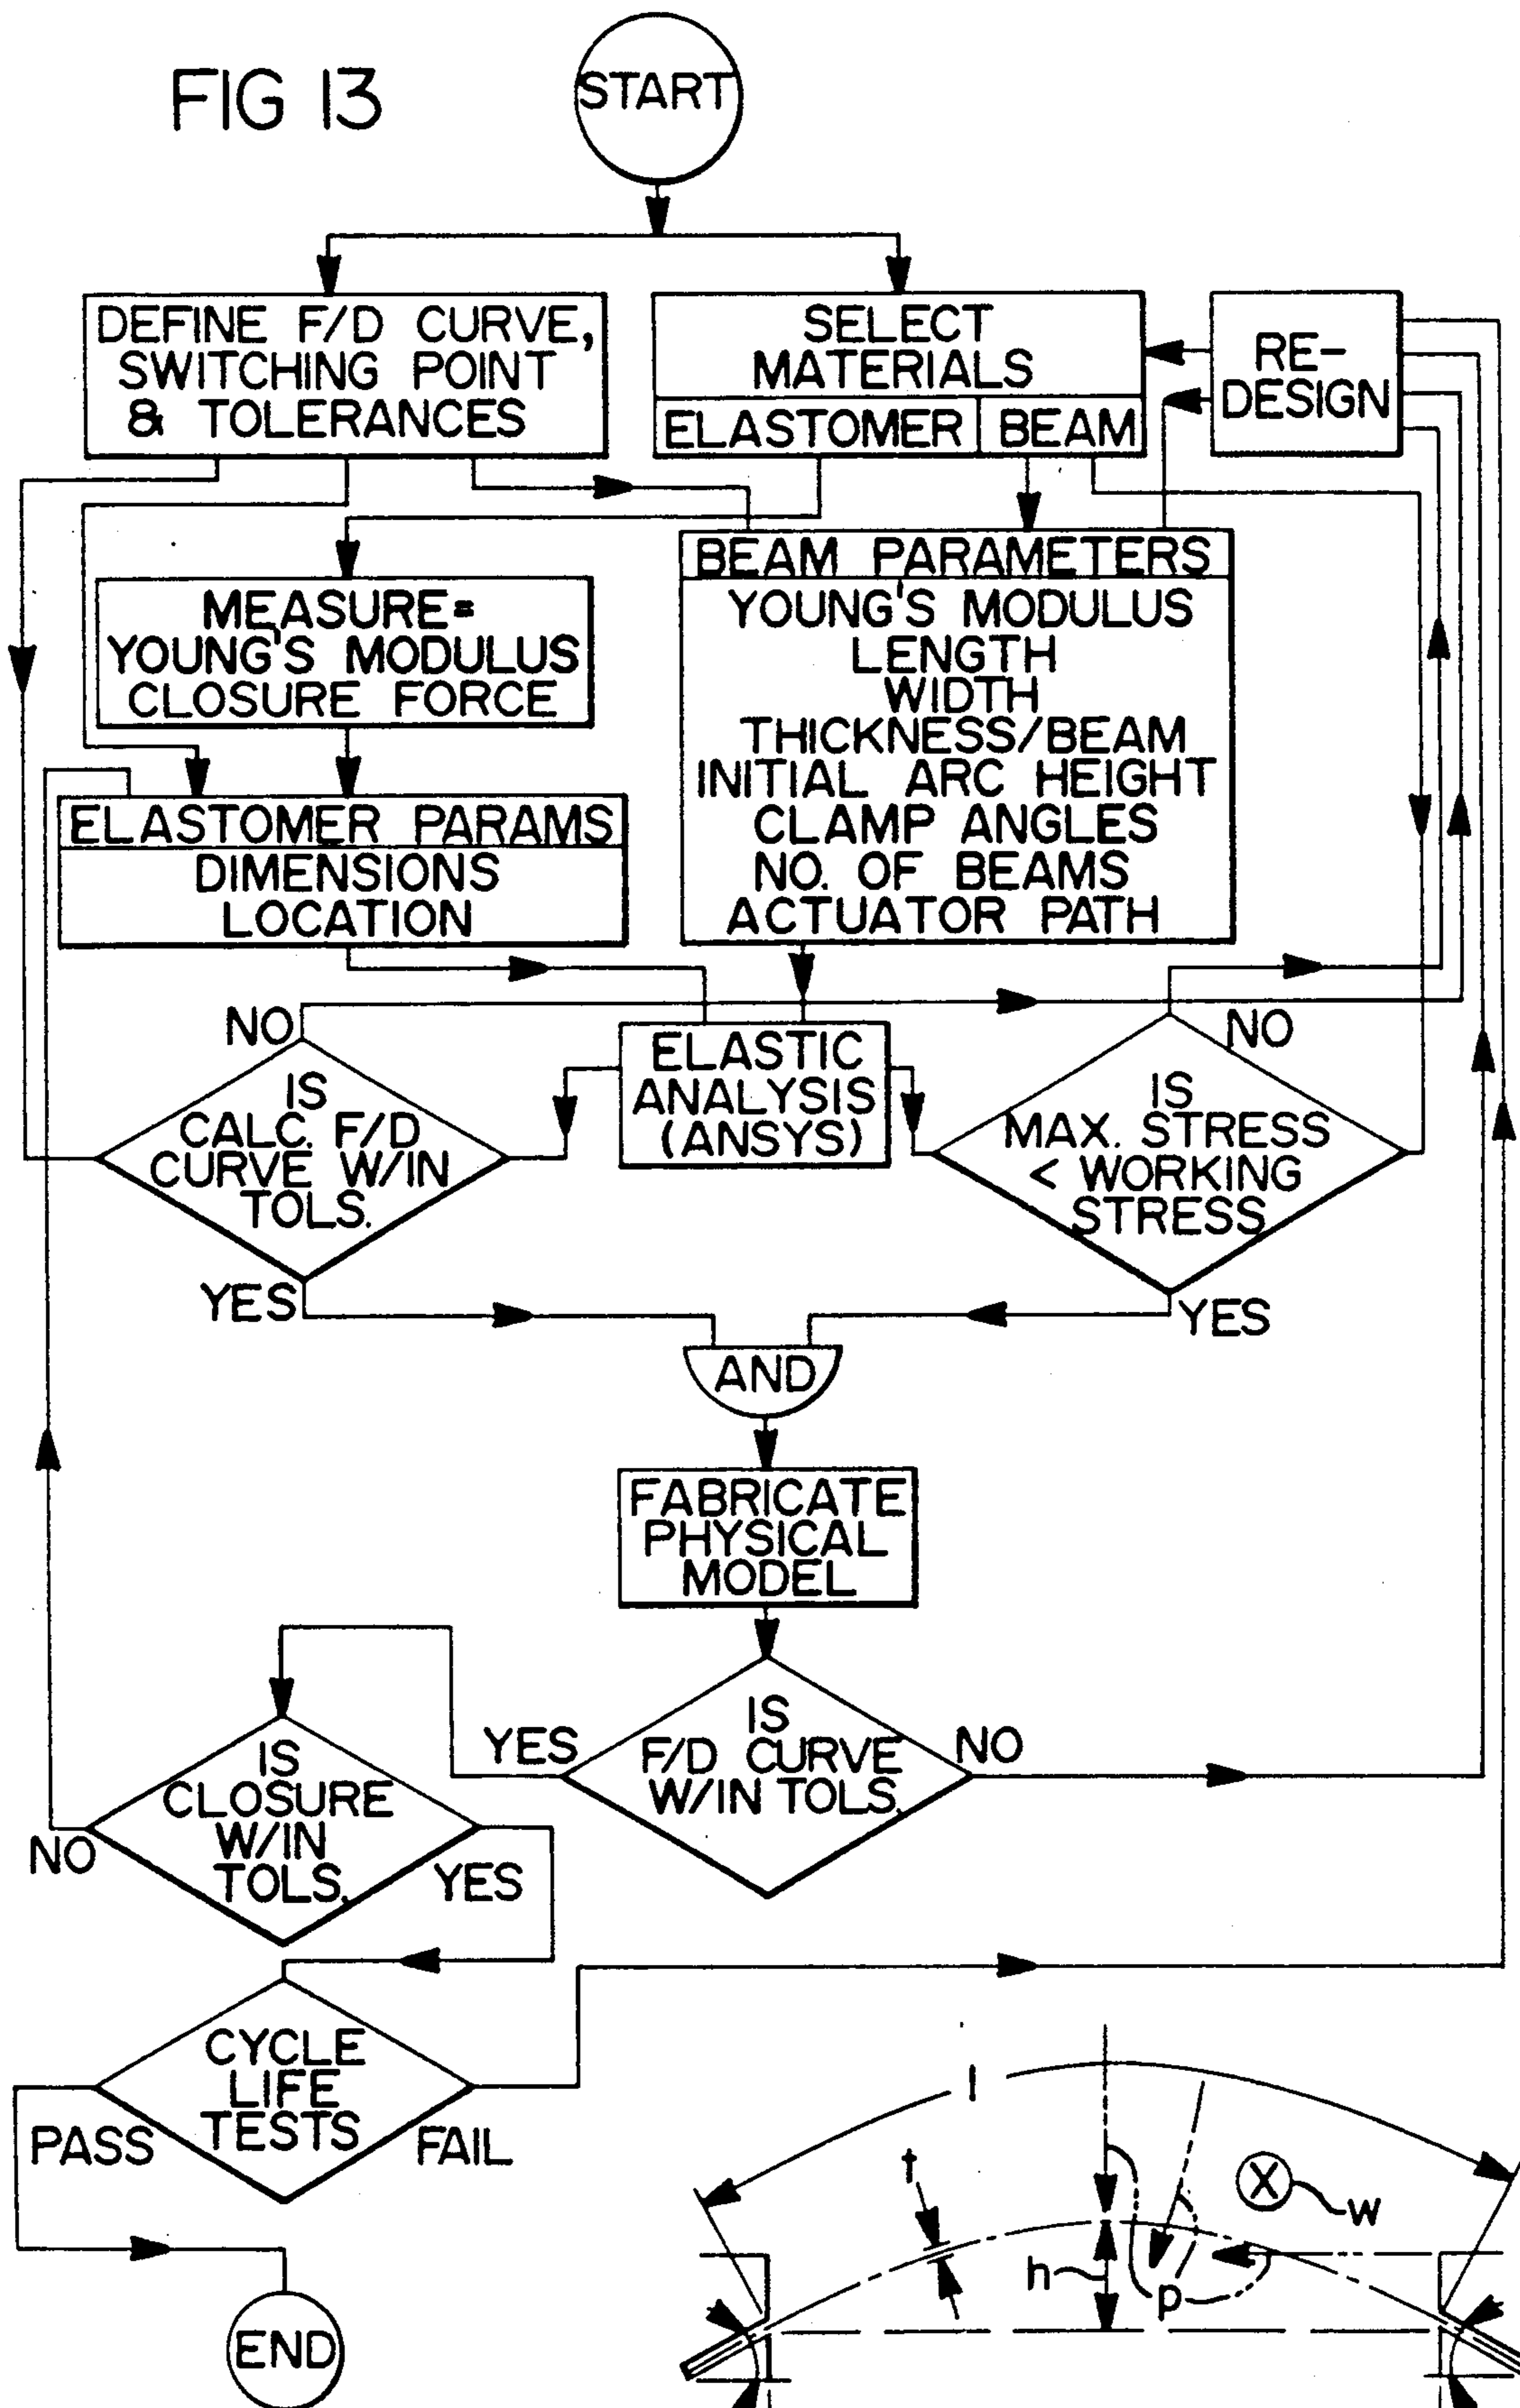 FIG 13
START
DEFINE F/D CURVE,
SWITCHING POINT
& TOLERANCES
SELECT
MATERIALS
ELASTOMER
BEAM
RE-
DESIGN
MEASURE=
YOUNG'S MODULUS
CLOSURE FORCE
BEAM PARAMETERS
YOUNG'S MODULUS
LENGTH
WIDTH
THICKNESS/BEAM
INITIAL ARC HEIGHT
CLAMP ANGLES
NO. OF BEAMS
ACTUATOR PATH
ELASTOMER PARAMS
DIMENSIONS
LOCATION
NO
IS
CALC. F/D
CURVE W/IN
TOLS.
YES
ELASTIC
ANALYSIS
(ANSYS)
NO
IS
MAX. STRESS
< WORKING
STRESS
YES
AND
FABRICATE
PHYSICAL
MODEL
IS
F/D CURVE
W/IN TOLS.
YES
NO
IS
CLOSURE
W/IN
TOLS.
NO
YES
CYCLE
LIFE
TESTS
PASS
FAIL
END
l
t
X
w
h
p